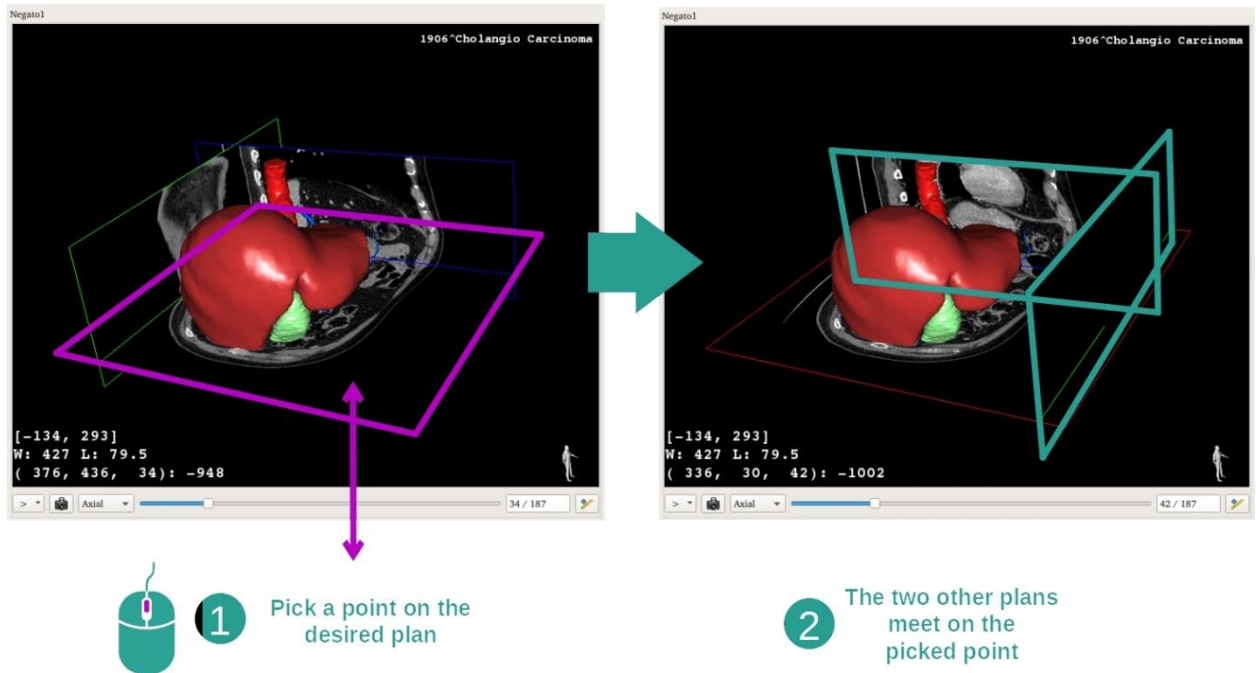 Negato1
1906^Cholangio Carcinoma
[-134, 293]
W: 427 L: 79.5
( 376, 436,  34): -948
> Axial 34 / 187
Negato1
1906^Cholangio Carcinoma
[-134, 293]
W: 427 L: 79.5
( 336,  30,  42): -1002
> Axial 42 / 187
1 Pick a point on the
desired plan
2 The two other plans
meet on the
picked point